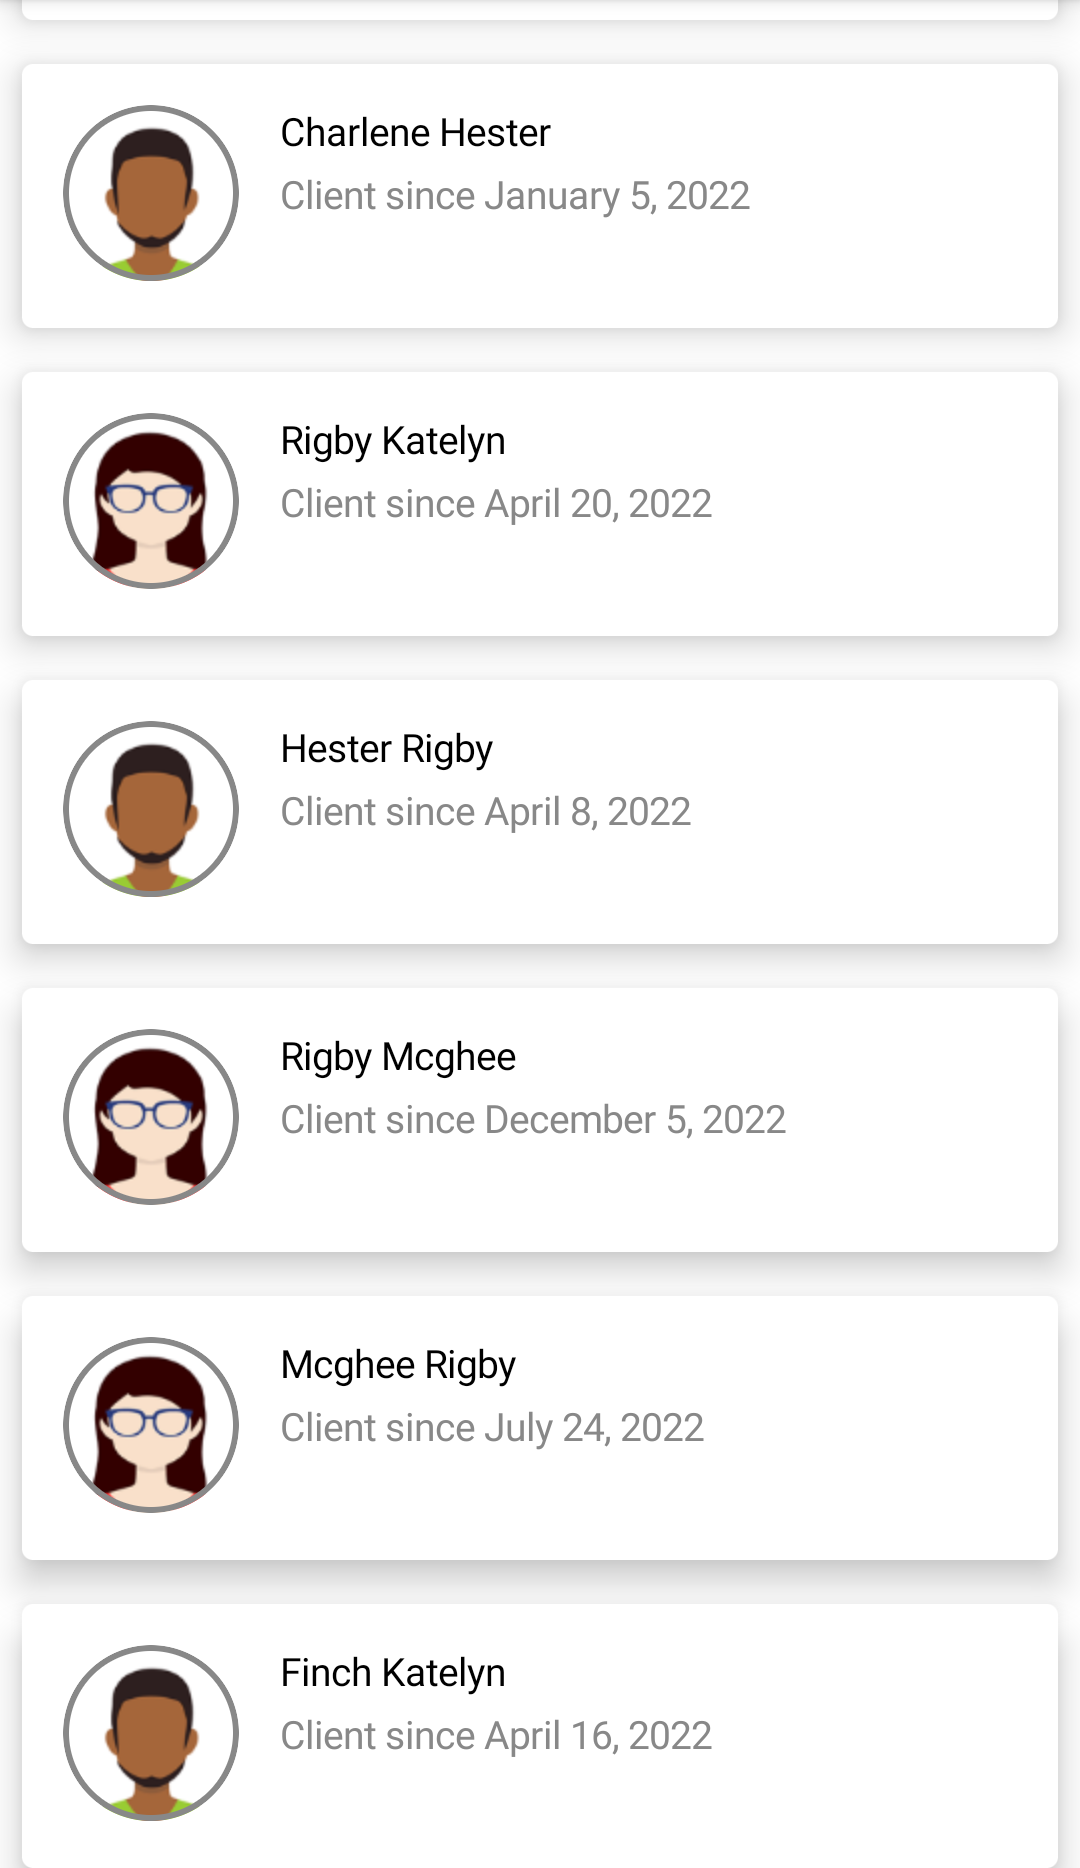 Charlene Hester
Client since January 5, 2022
Rigby Katelyn
Client since April 20, 2022
Hester Rigby
Client since April 8, 2022
Rigby Mcghee
Client since December 5, 2022
Mcghee Rigby
Client since July 24, 2022
Finch Katelyn
Client since April 16, 2022